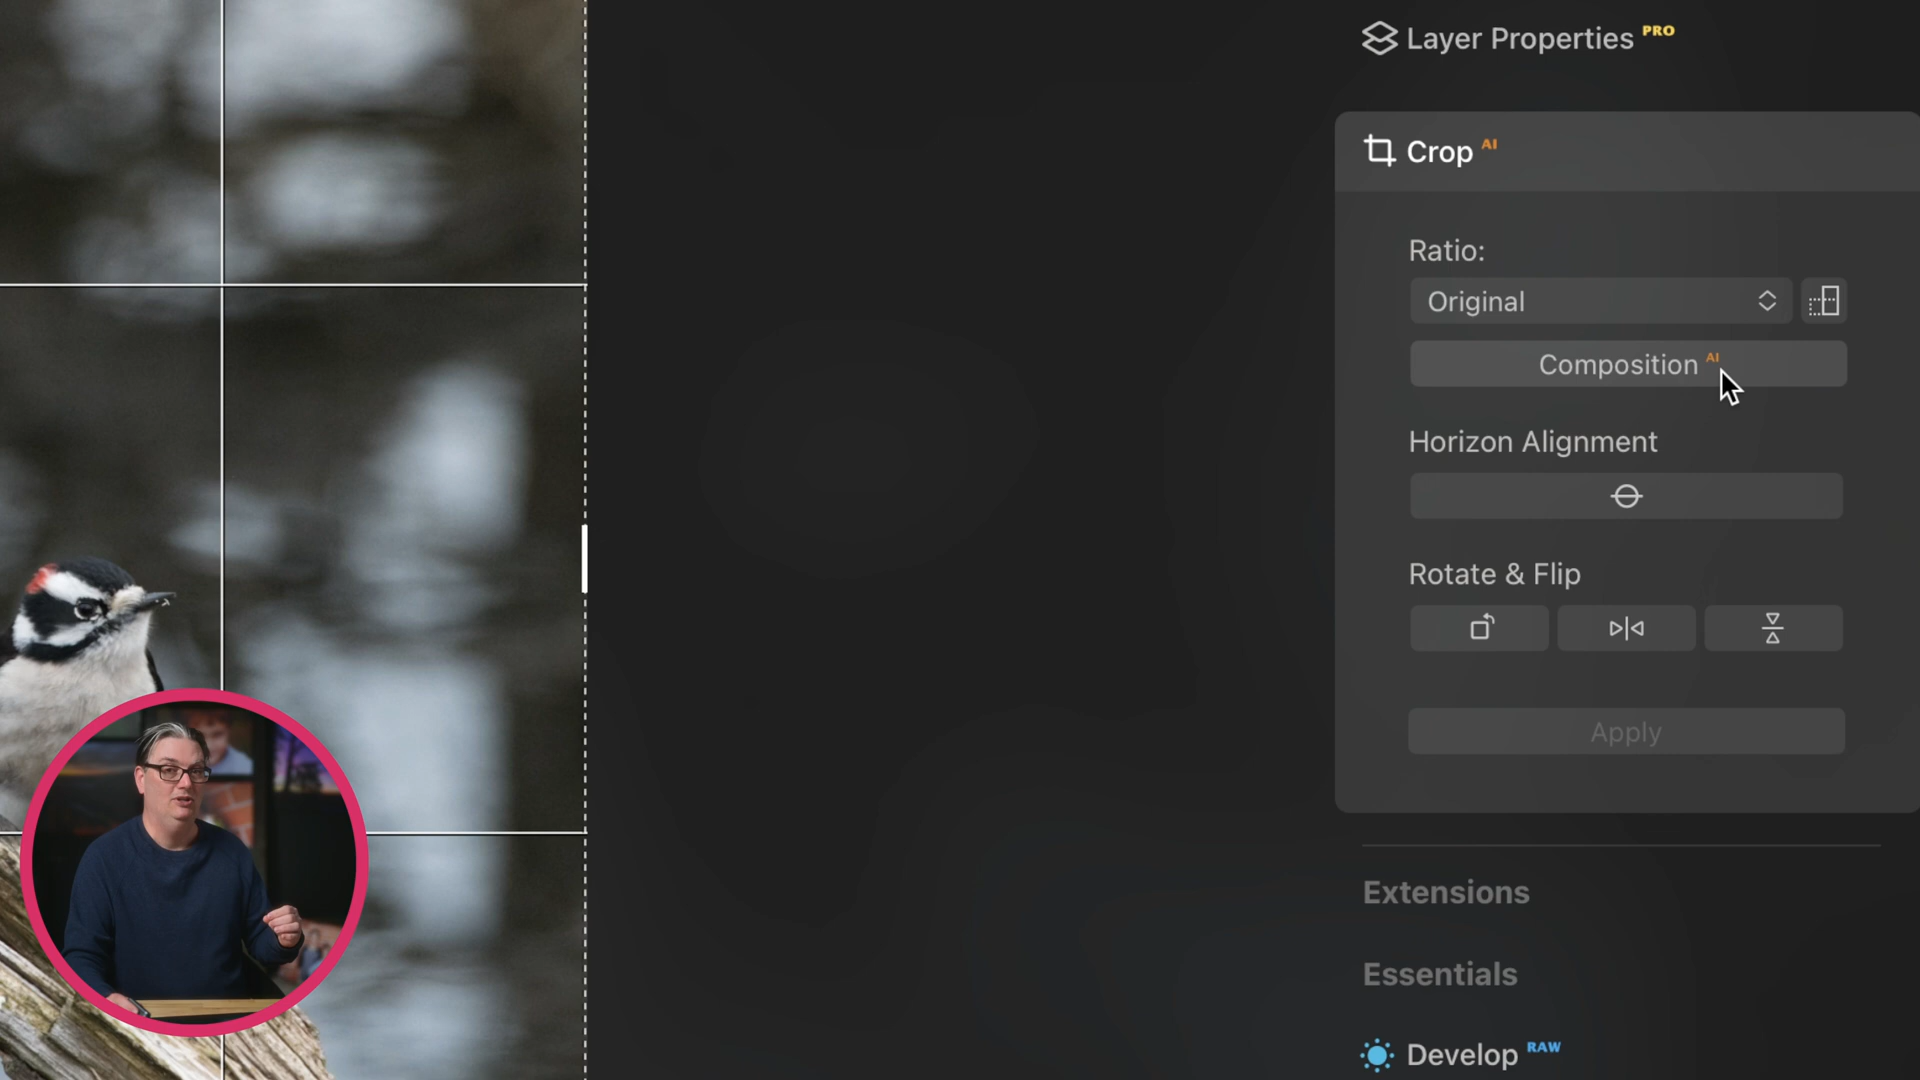 Layer Properties PRO
Crop AI
Ratio:
Original
Composition AI
Horizon Alignment
Rotate & Flip
Apply
Extensions
Essentials
Develop RAW